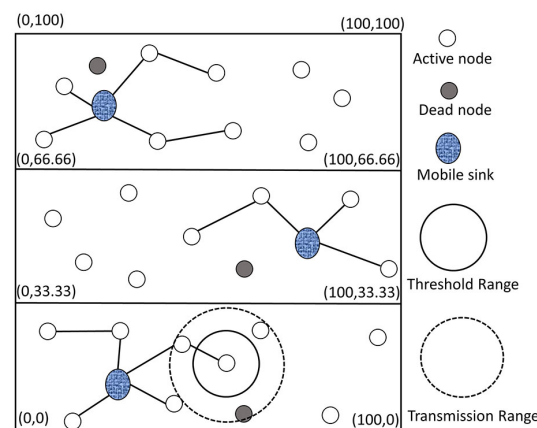 (0,100)
(100,100)
Active node
Dead node
Mobile sink
(0,66.66)
(100,66.66)
Threshold Range
(0,33.33)
(100,33.33)
Transmission Range
(0,0)
(100,0)